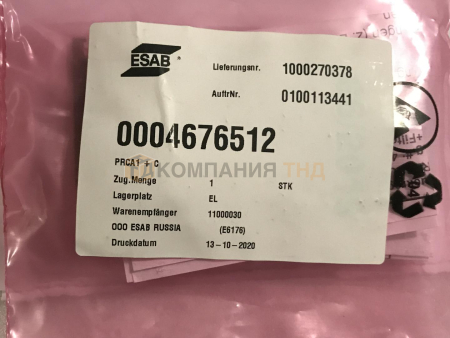 ESAB
Lieferungsnr. 1000270378
AuftrNr. 0100113441
0004676512
PRCA1 + C
КОМПАНИЯ ТНД
Zug.Menge 1 STK
Lagerplatz EL
Warenempfänger 11000030
OOO ESAB RUSSIA (E6176)
Druckdatum 13-10-2020